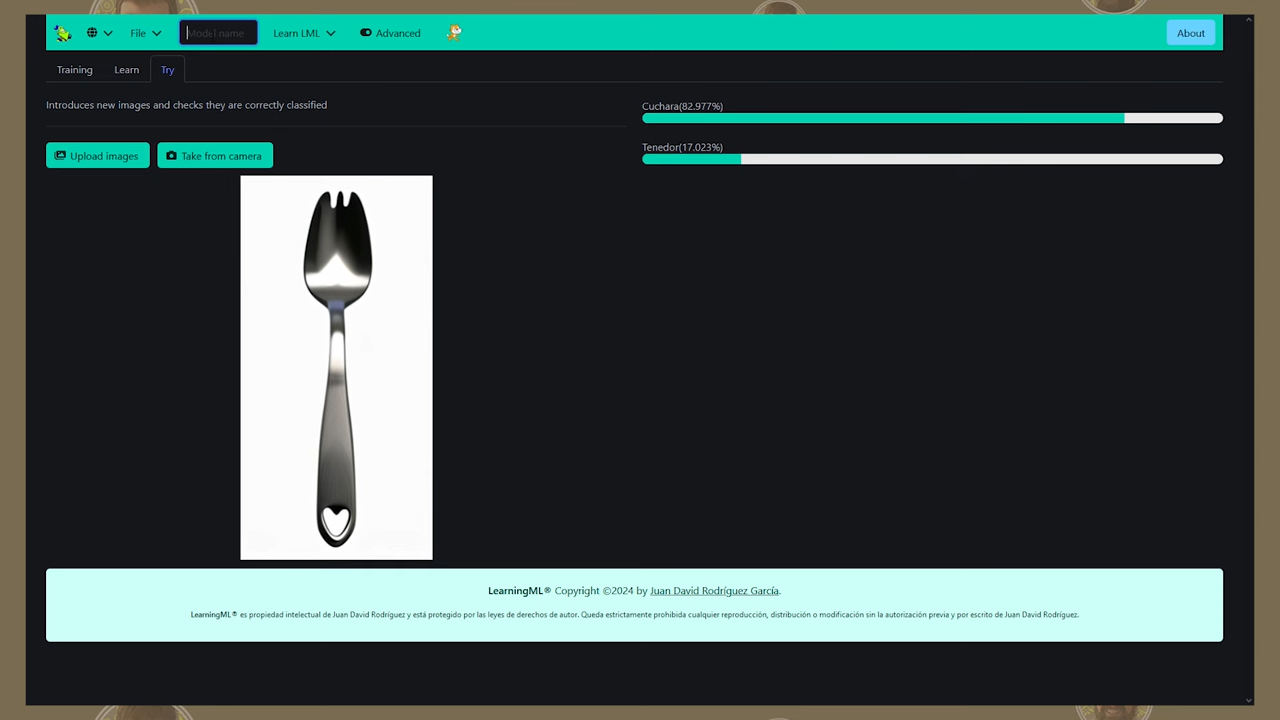 File
Model name
Learn LML
Advanced
About
Training
Learn
Try
Introduces new images and checks they are correctly classified
Upload images
Take from camera
Cuchara(82.977%)
Tenedor(17.023%)
LearningML® Copyright ©2024 by Juan David Rodríguez García.
LearningML® es propiedad intelectual de Juan David Rodríguez y está protegido por las leyes de derechos de autor. Queda estrictamente prohibida cualquier reproducción, distribución o modificación sin la autorización previa y por escrito de Juan David Rodríguez.